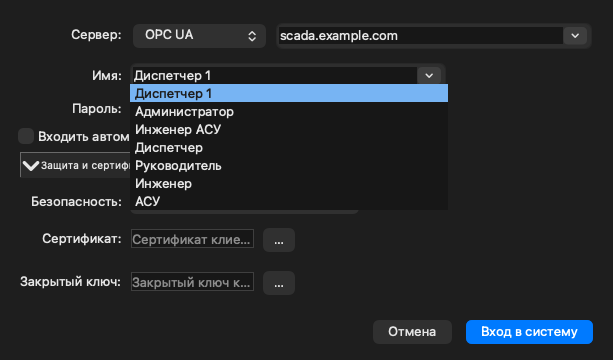 Сервер: OPC UA scada.example.com
Имя: Диспетчер 1
Диспетчер 1
Пароль:
Администратор
Инженер АСУ
Входить автом
Диспетчер
Защита и сертифи
Руководитель
Инженер
Безопасность:
АСУ
Сертификат: Сертификат клие... ...
Закрытый ключ: Закрытый ключ к... ...
Отмена Вход в систему